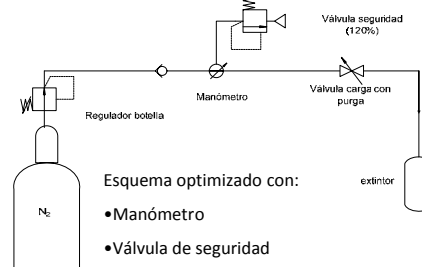 Válvula seguridad
(120%)
Manómetro
Válvula carga con
purga
Regulador botella
Esquema optimizado con:
•Manómetro
•Válvula de seguridad
extintor
N2